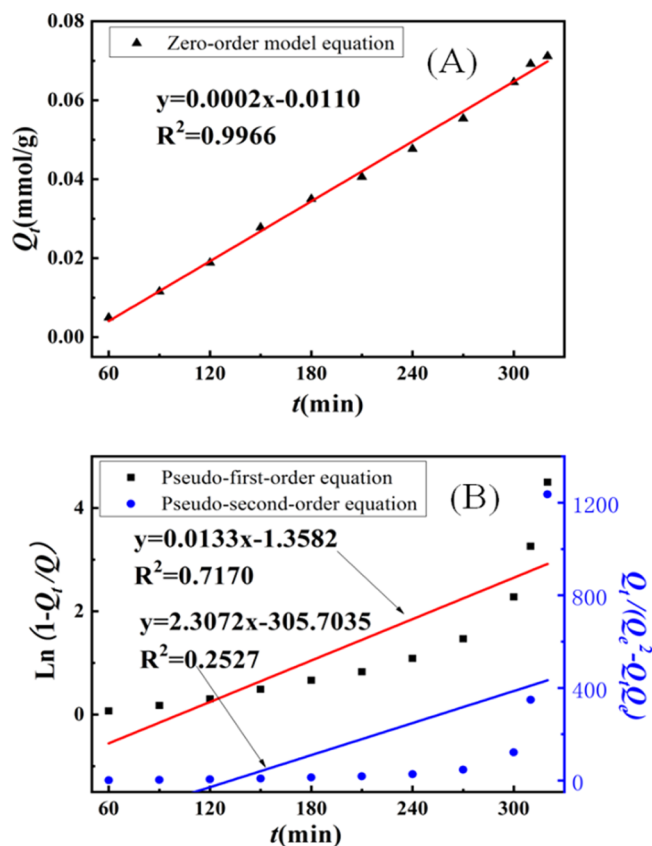 0.08
Zero-order model equation
(A)
0.06
y=0.0002x-0.0110
R²=0.9966
0.04
Qt(mmol/g)
0.02
0.00
60 120 180 240 300
t(min)
Pseudo-first-order equation
Pseudo-second-order equation
(B)
4
1200
y=0.0133x-1.3582
R²=0.7170
800
2
y=2.3072x-305.7035
R²=0.2527
400
Ln (1-Qt/Q)
Qt/(Qe²-QtQe)
0
0
60 120 180 240 300
t(min)